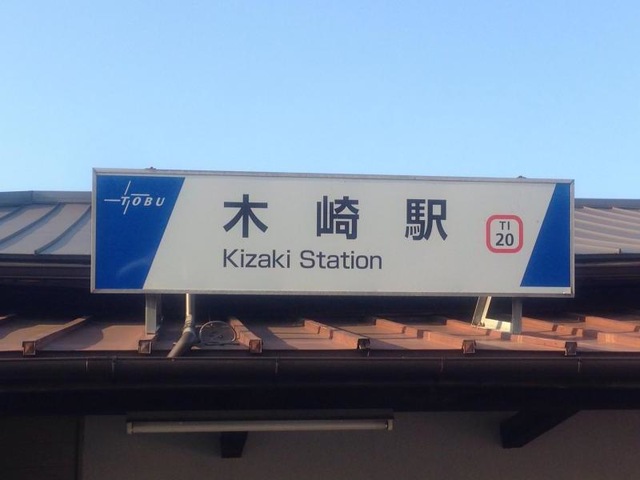 TOBU
木崎駅
TI
20
Kizaki Station